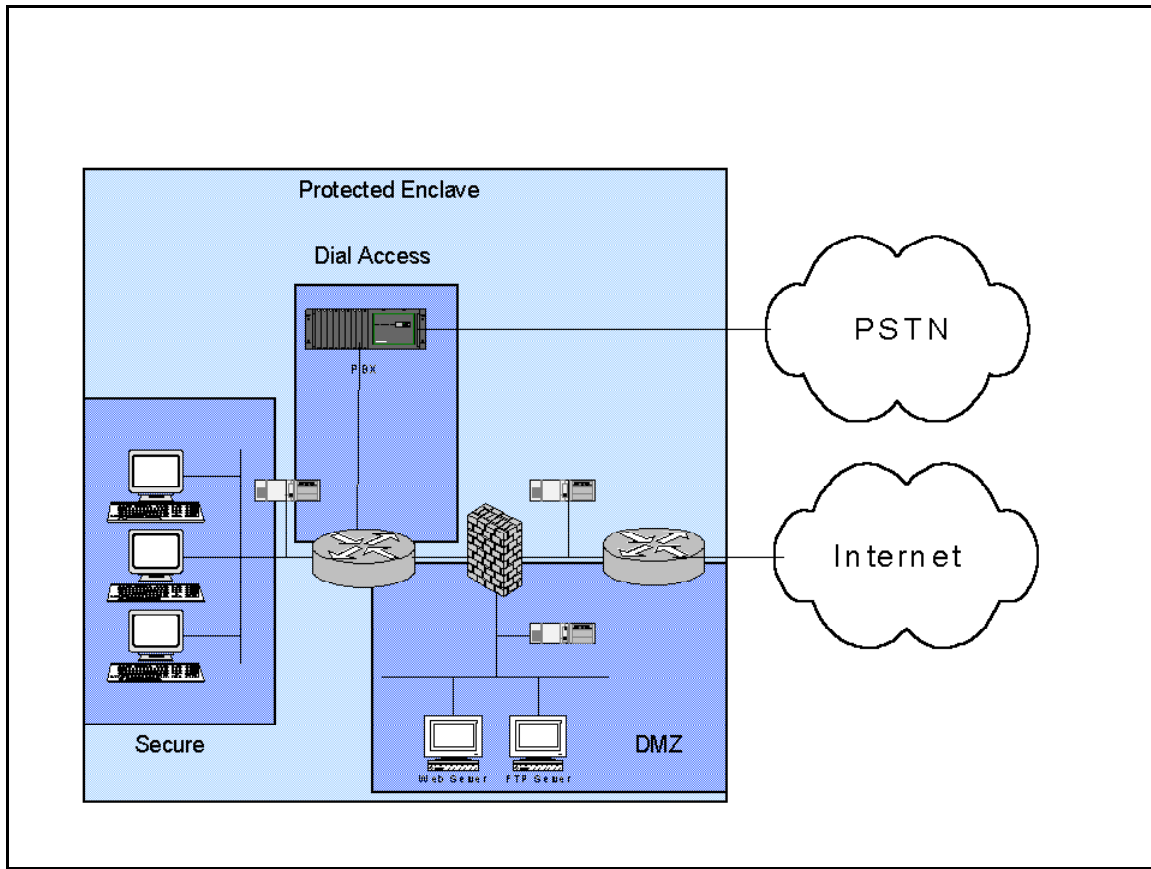 Protected Enclave
Dial Access
PSTN
PBX
Internet
Secure
DMZ
Web Server
FTP Server